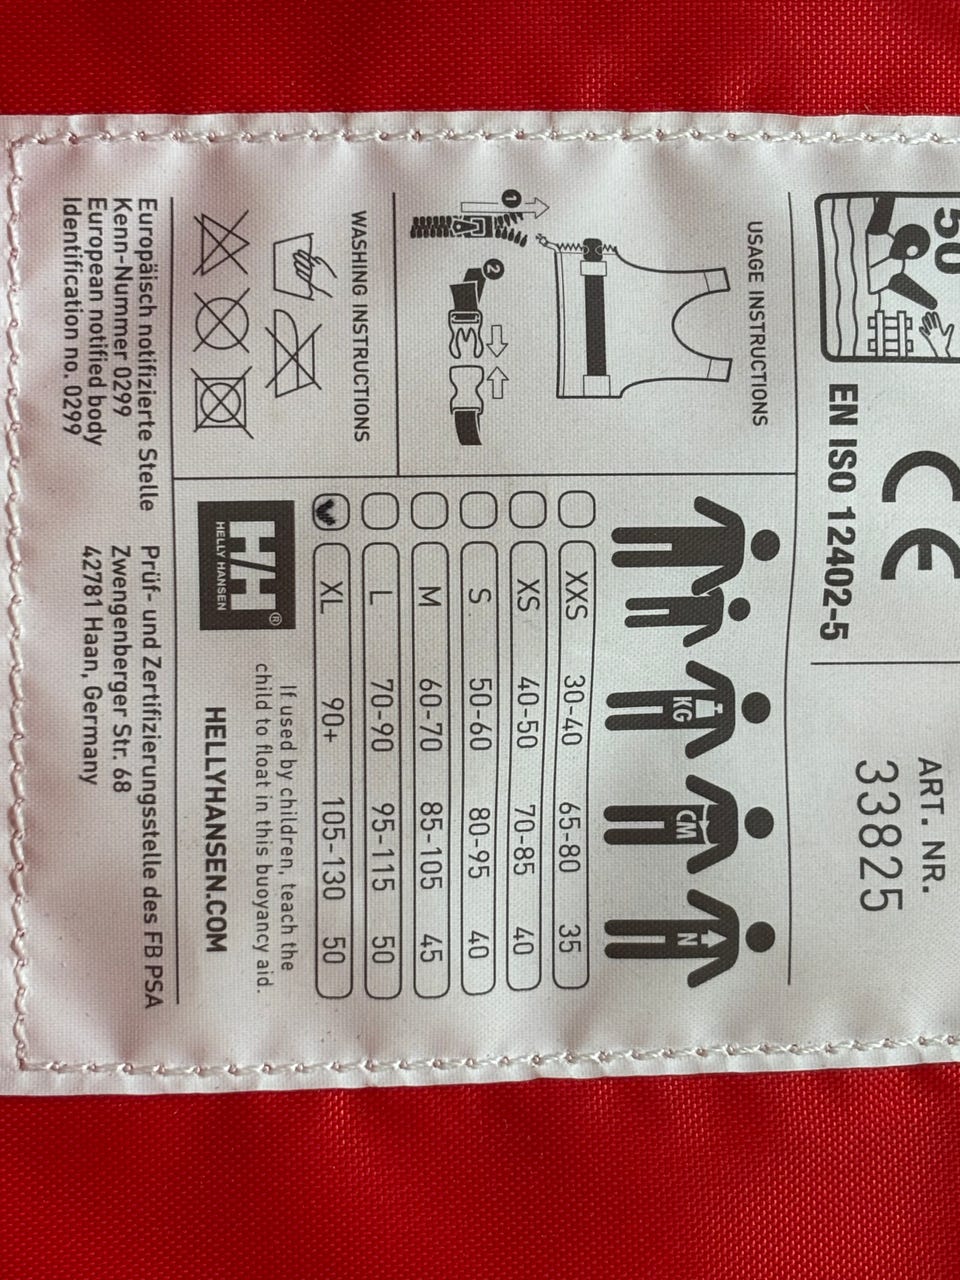 50
CE
EN ISO 12402-5
ART. NR.
33825
USAGE INSTRUCTIONS
1
2
KG CM N
XXS 30-40 65-80 35
XS 40-50 70-85 40
S 50-60 80-95 40
M 60-70 85-105 45
L 70-90 95-115 50
XL 90+ 105-130 50
WASHING INSTRUCTIONS
H/H®
HELLY HANSEN
If used by children, teach the
child to float in this buoyancy aid.
HELLYHANSEN.COM
Europäisch notifizierte Stelle
Kenn-Nummer 0299
European notified body
Identification no. 0299
Prüf- und Zertifizierungsstelle des FB PSA
Zwengenberger Str. 68
42781 Haan, Germany